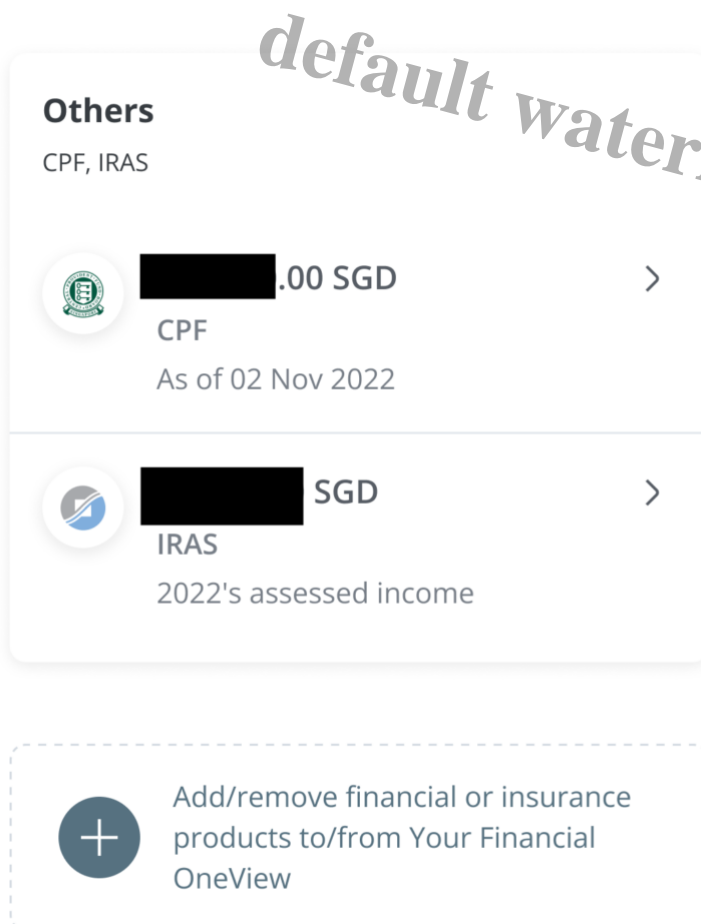 default water
Others
CPF, IRAS
.00 SGD
CPF
As of 02 Nov 2022
SGD
IRAS
2022's assessed income
Add/remove financial or insurance
products to/from Your Financial
OneView